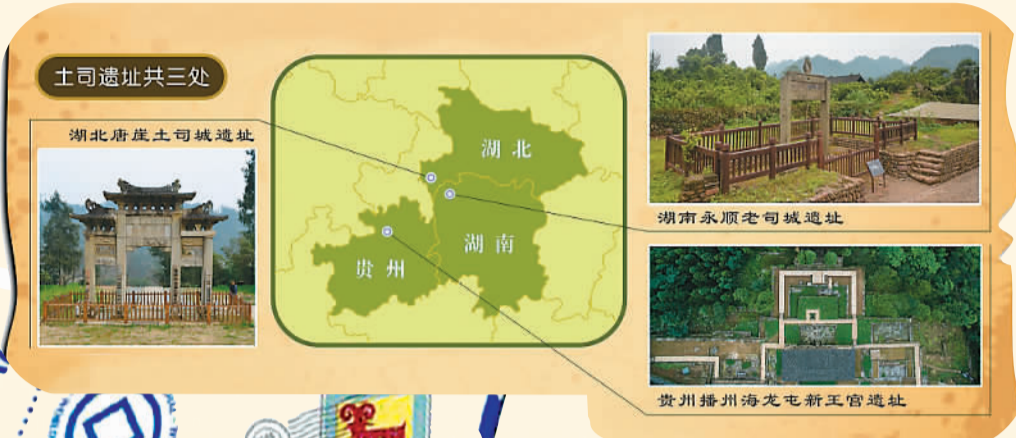 土司遗址共三处
湖北唐崖土司城遗址
湖北
湖南
贵州
湖南永顺老司城遗址
贵州播州海龙屯新王宫遗址